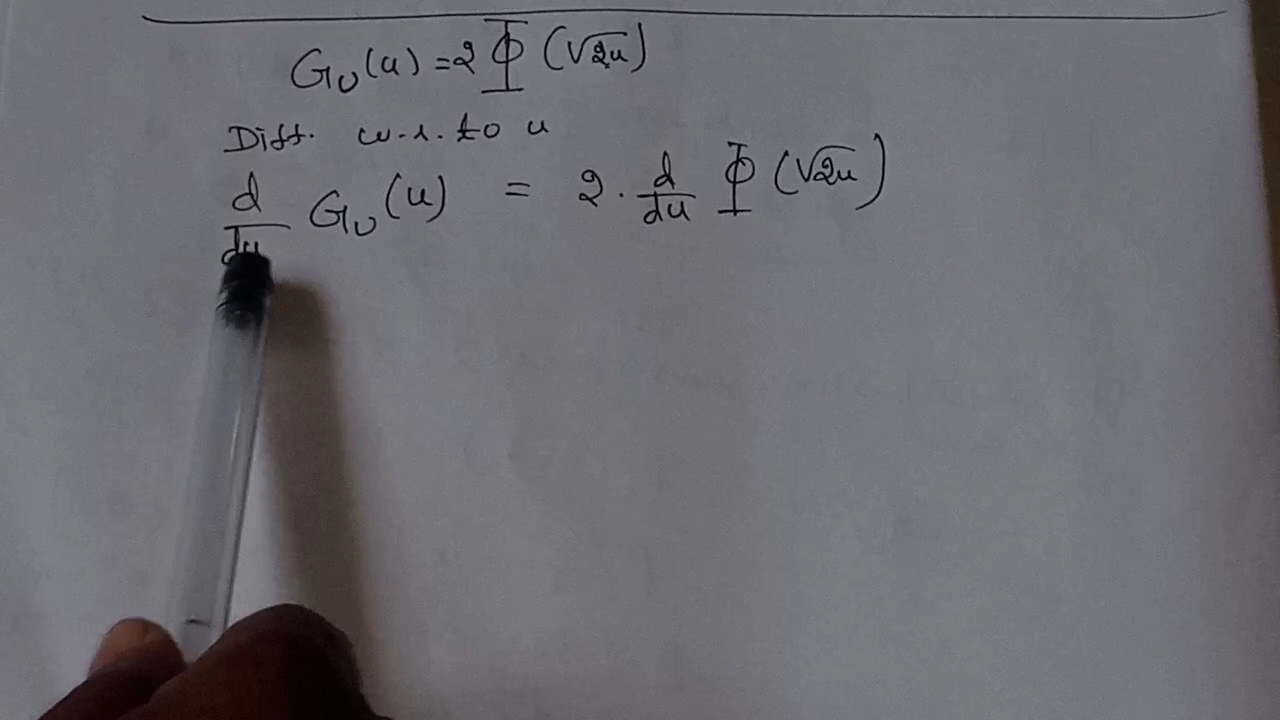 G_U(u) = 2 Φ (√2u)
Diff. w.r. to u
d/du G_U(u) = 2 · d/du Φ (√2u)